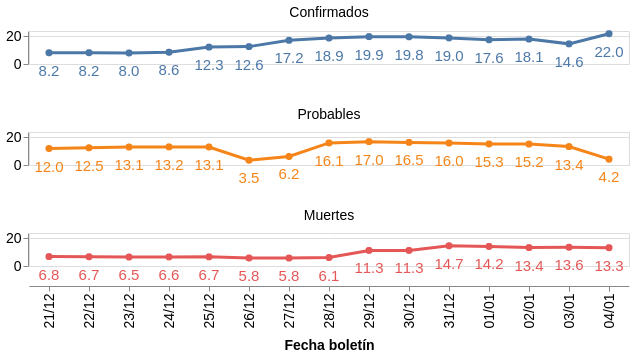 Confirmados
20
0
8.2 8.2 8.0 8.6 12.3 12.6 17.2 18.9 19.9 19.8 19.0 17.6 18.1 14.6 22.0
Probables
20
0
12.0 12.5 13.1 13.2 13.1 3.5 6.2 16.1 17.0 16.5 16.0 15.3 15.2 13.4 4.2
Muertes
20
0
6.8 6.7 6.5 6.6 6.7 5.8 5.8 6.1 11.3 11.3 14.7 14.2 13.4 13.6 13.3
21/12 22/12 23/12 24/12 25/12 26/12 27/12 28/12 29/12 30/12 31/12 01/01 02/01 03/01 04/01
Fecha boletín